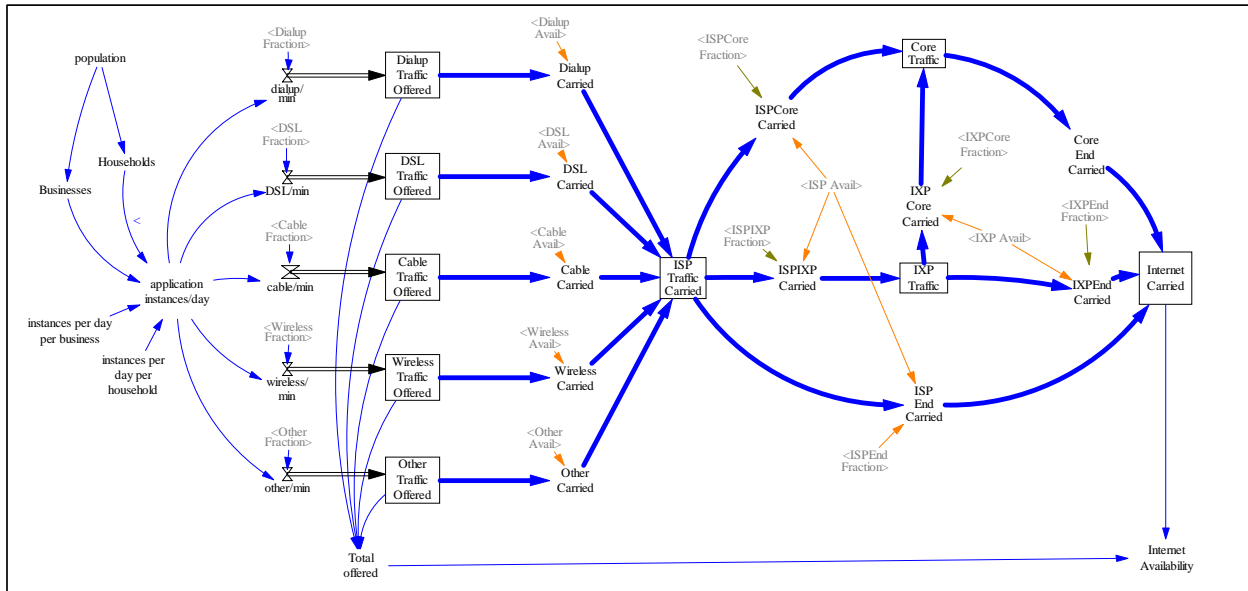 population
Businesses
Households
<
application
instances/day
instances per day
per business
instances per
day per
household
<Dialup
Fraction>
dialup/
min
<DSL
Fraction>
DSL/min
<Cable
Fraction>
cable/min
<Wireless
Fraction>
wireless/
min
<Other
Fraction>
other/min
Dialup
Traffic
Offered
DSL
Traffic
Offered
Cable
Traffic
Offered
Wireless
Traffic
Offered
Other
Traffic
Offered
Total
offered
<Dialup
Avail>
Dialup
Carried
<DSL
Avail>
DSL
Carried
<Cable
Avail>
Cable
Carried
<Wireless
Avail>
Wireless
Carried
<Other
Avail>
Other
Carried
ISP
Traffic
Carried
<ISPCore
Fraction>
ISPCore
Carried
<ISP Avail>
<ISPIXP
Fraction>
ISPIXP
Carried
ISP
End
Carried
<ISPEnd
Fraction>
Core
Traffic
<IXPCore
Fraction>
IXP
Core
Carried
<IXP Avail>
IXP
Traffic
Core
End
Carried
<IXPEnd
Fraction>
IXPEnd
Carried
Internet
Carried
Internet
Availability